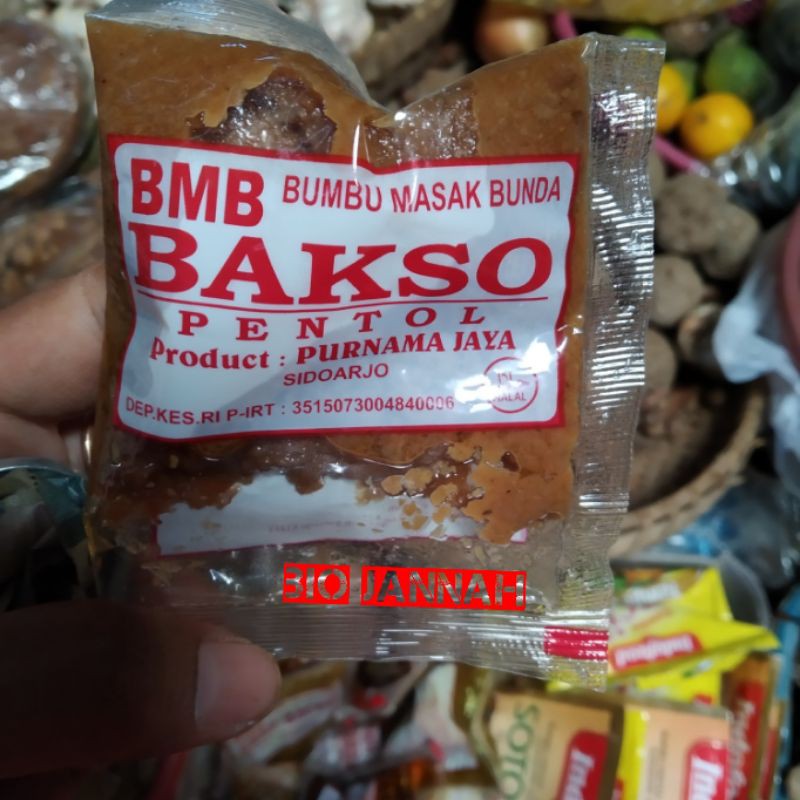 BMB BUMBU MASAK BUNDA
BAKSO
PENTOL
Product : PURNAMA JAYA
SIDOARJO
DEP.KES.RI P-IRT : 3515073004840006
HALAL
BIO JANNAH
Indofood
SOTO